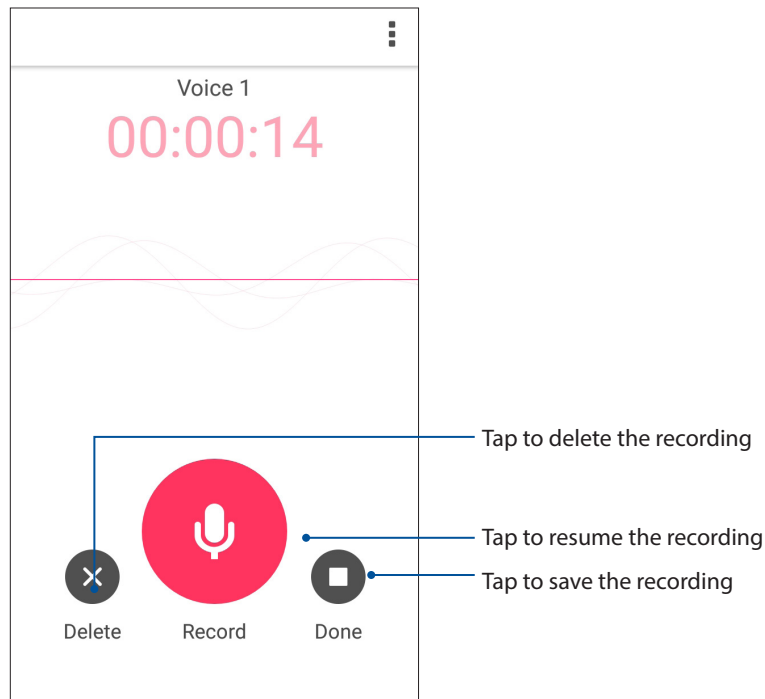 Voice 1
00:00:14
Tap to delete the recording
Tap to resume the recording
Tap to save the recording
Delete Record Done